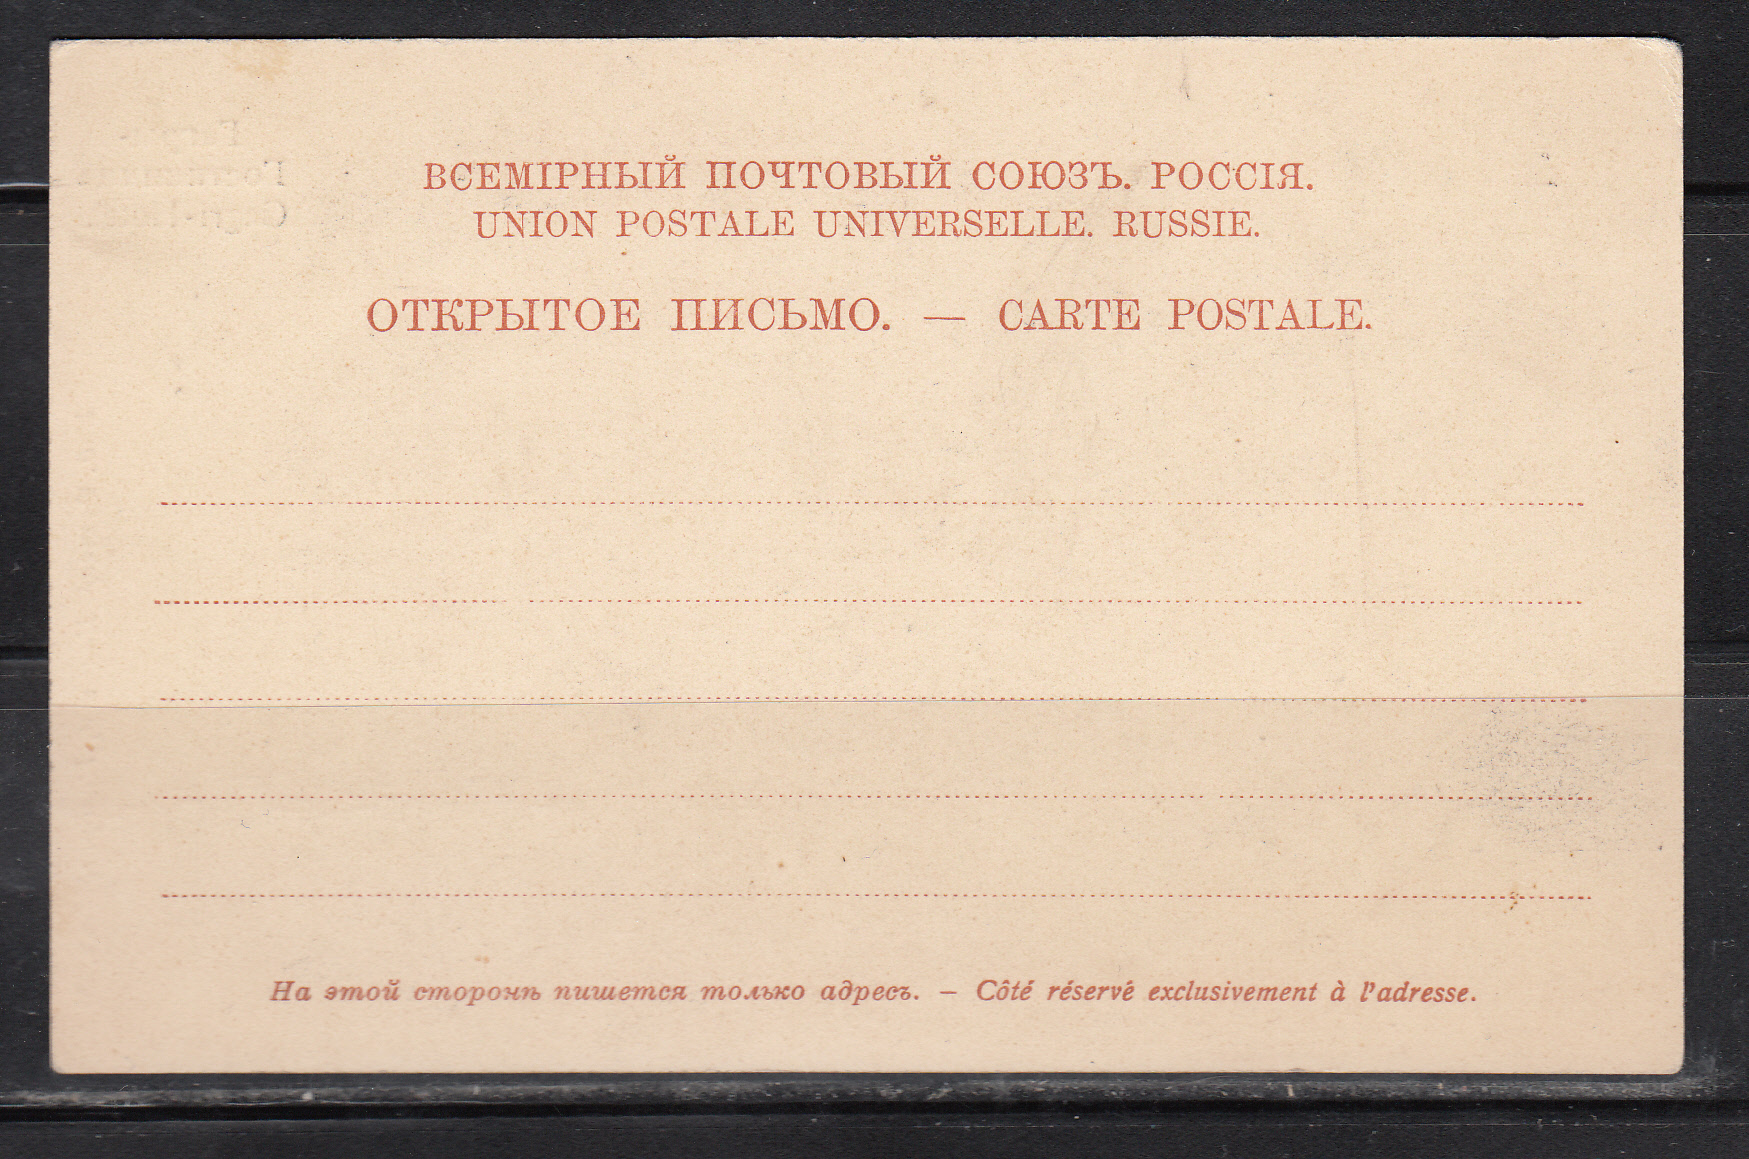 ВСЕМІРНЫЙ ПОЧТОВЫЙ СОЮЗЪ. РОССІЯ.
UNION POSTALE UNIVERSELLE. RUSSIE.
ОТКРЫТОЕ ПИСЬМО. — CARTE POSTALE.
На этой сторонѣ пишется только адресъ. — Côté réservé exclusivement à l'adresse.